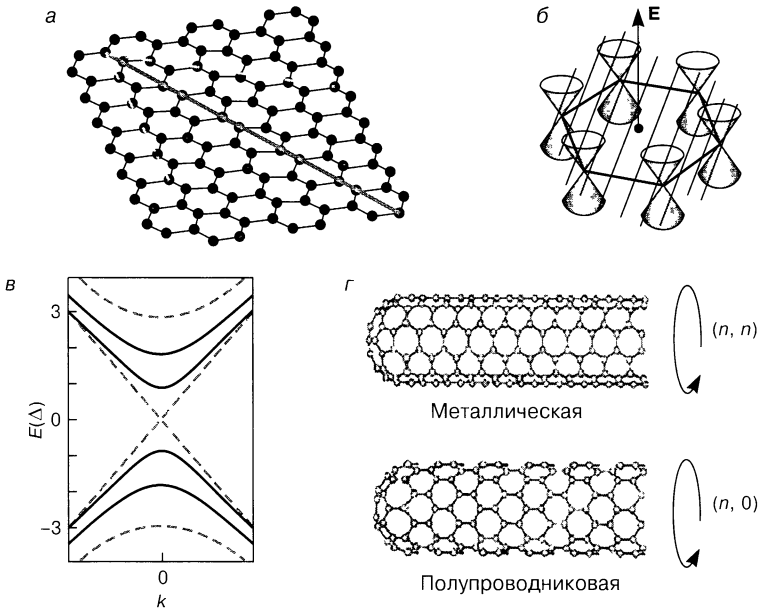 а
б
E
в
3
0
−3
E(Δ)
0
k
г
(n, n)
Металлическая
(n, 0)
Полупроводниковая